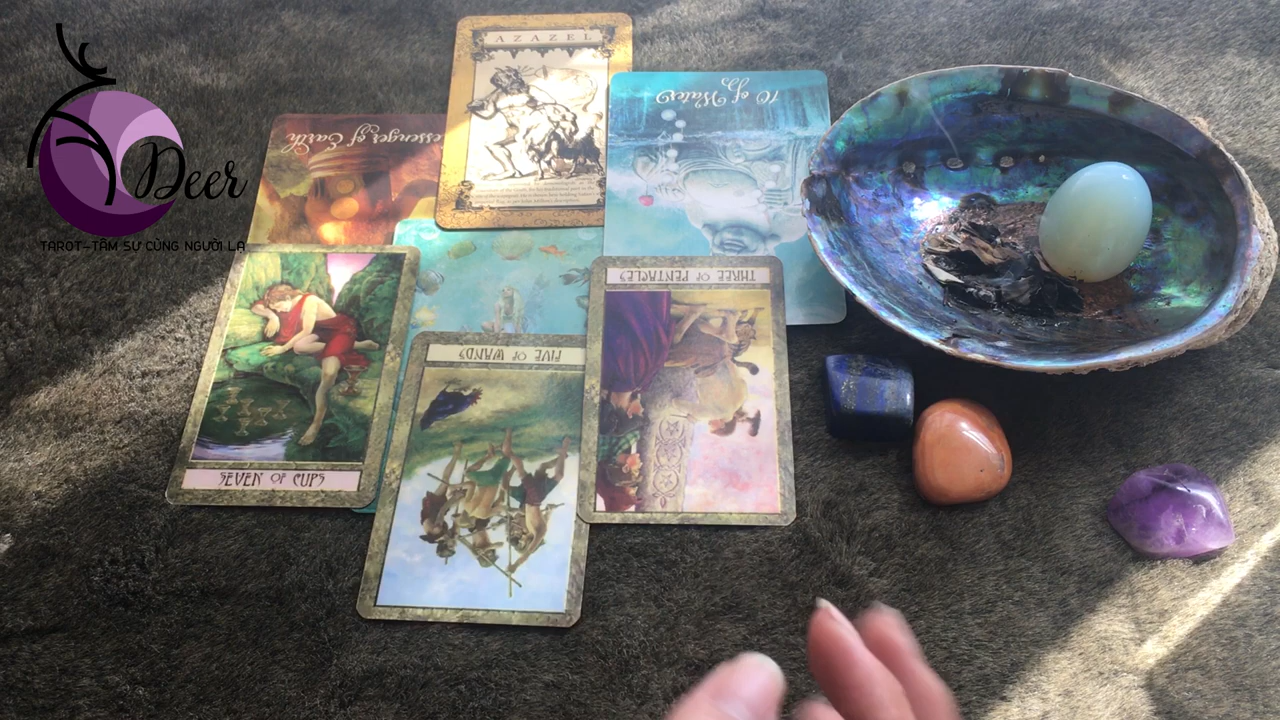 AZAZEL
10 of Water
essenger of Earth
Deer
TAROT-TÂM SỰ CÙNG NGƯỜI LẠ
THREE OF PENTACLES
FIVE OF WANDS
SEVEN OF CUPS